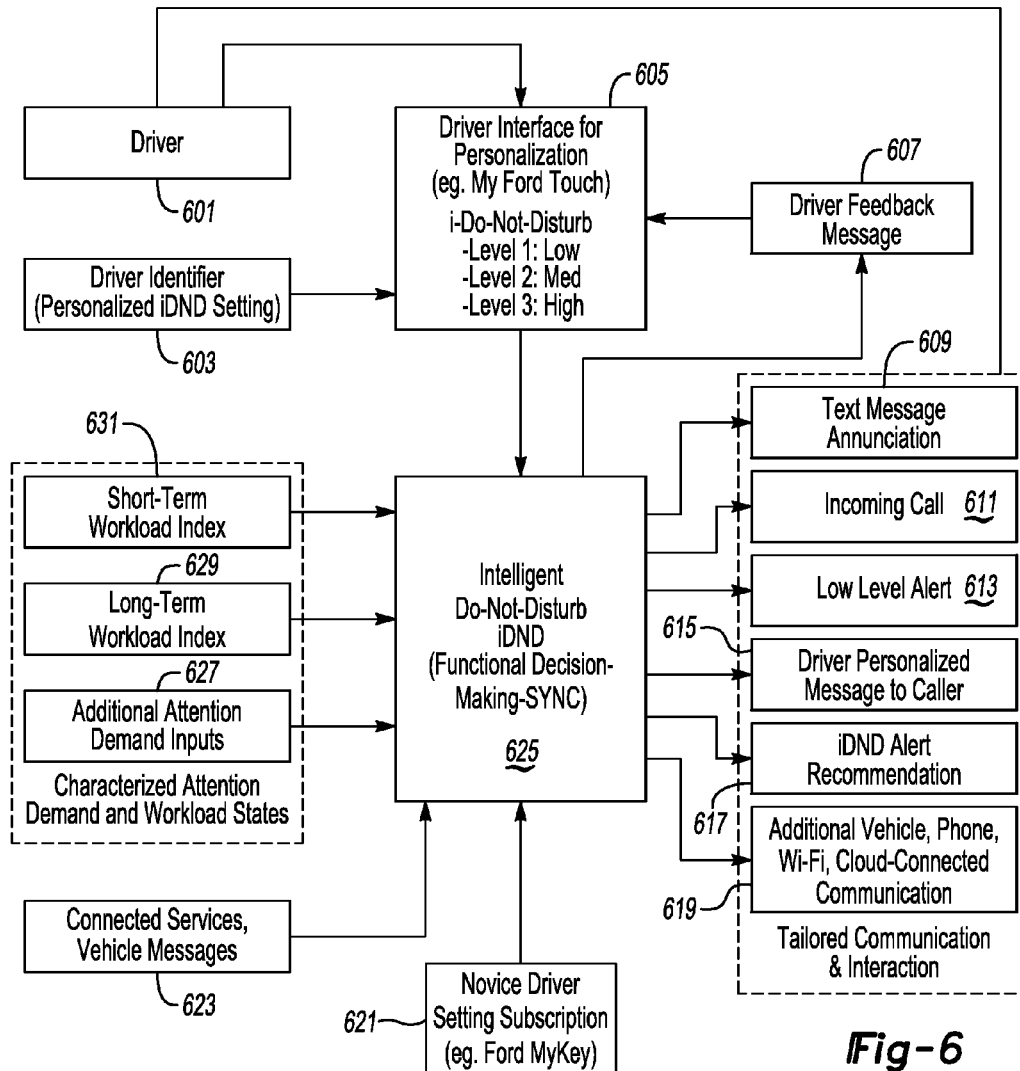 Driver
601
Driver Identifier
(Personalized iDND Setting)
603
605
Driver Interface for
Personalization
(eg. My Ford Touch)
i-Do-Not-Disturb
-Level 1: Low
-Level 2: Med
-Level 3: High
607
Driver Feedback
Message
631
Short-Term
Workload Index
629
Long-Term
Workload Index
627
Additional Attention
Demand Inputs
Characterized Attention
Demand and Workload States
Intelligent
Do-Not-Disturb
iDND
(Functional Decision-
Making-SYNC)
625
609
Text Message
Annunciation
Incoming Call 611
Low Level Alert 613
615
Driver Personalized
Message to Caller
iDND Alert
Recommendation
617
Additional Vehicle, Phone,
Wi-Fi, Cloud-Connected
Communication
619
Tailored Communication
& Interaction
Connected Services,
Vehicle Messages
623
621
Novice Driver
Setting Subscription
(eg. Ford MyKey)
Fig-6